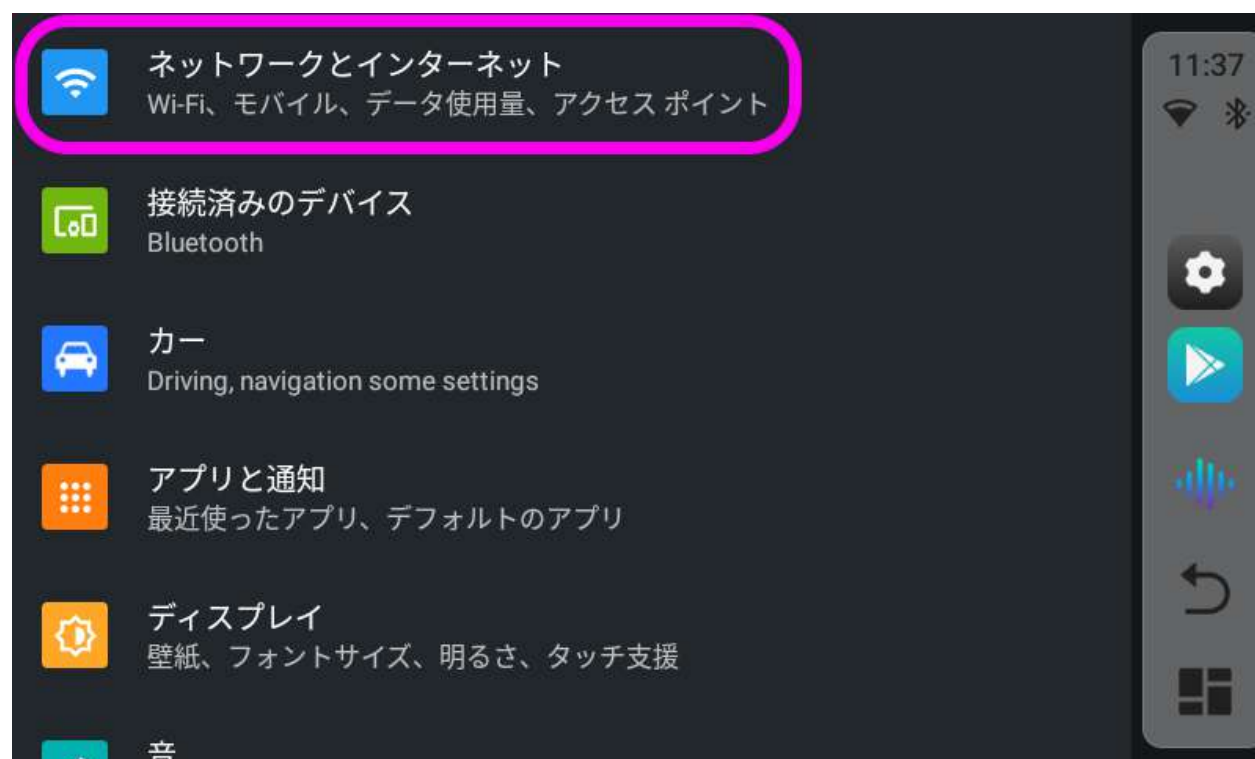 ネットワークとインターネット
Wi-Fi、モバイル、データ使用量、アクセス ポイント
接続済みのデバイス
Bluetooth
カー
Driving, navigation some settings
アプリと通知
最近使ったアプリ、デフォルトのアプリ
ディスプレイ
壁紙、フォントサイズ、明るさ、タッチ支援
音
11:37